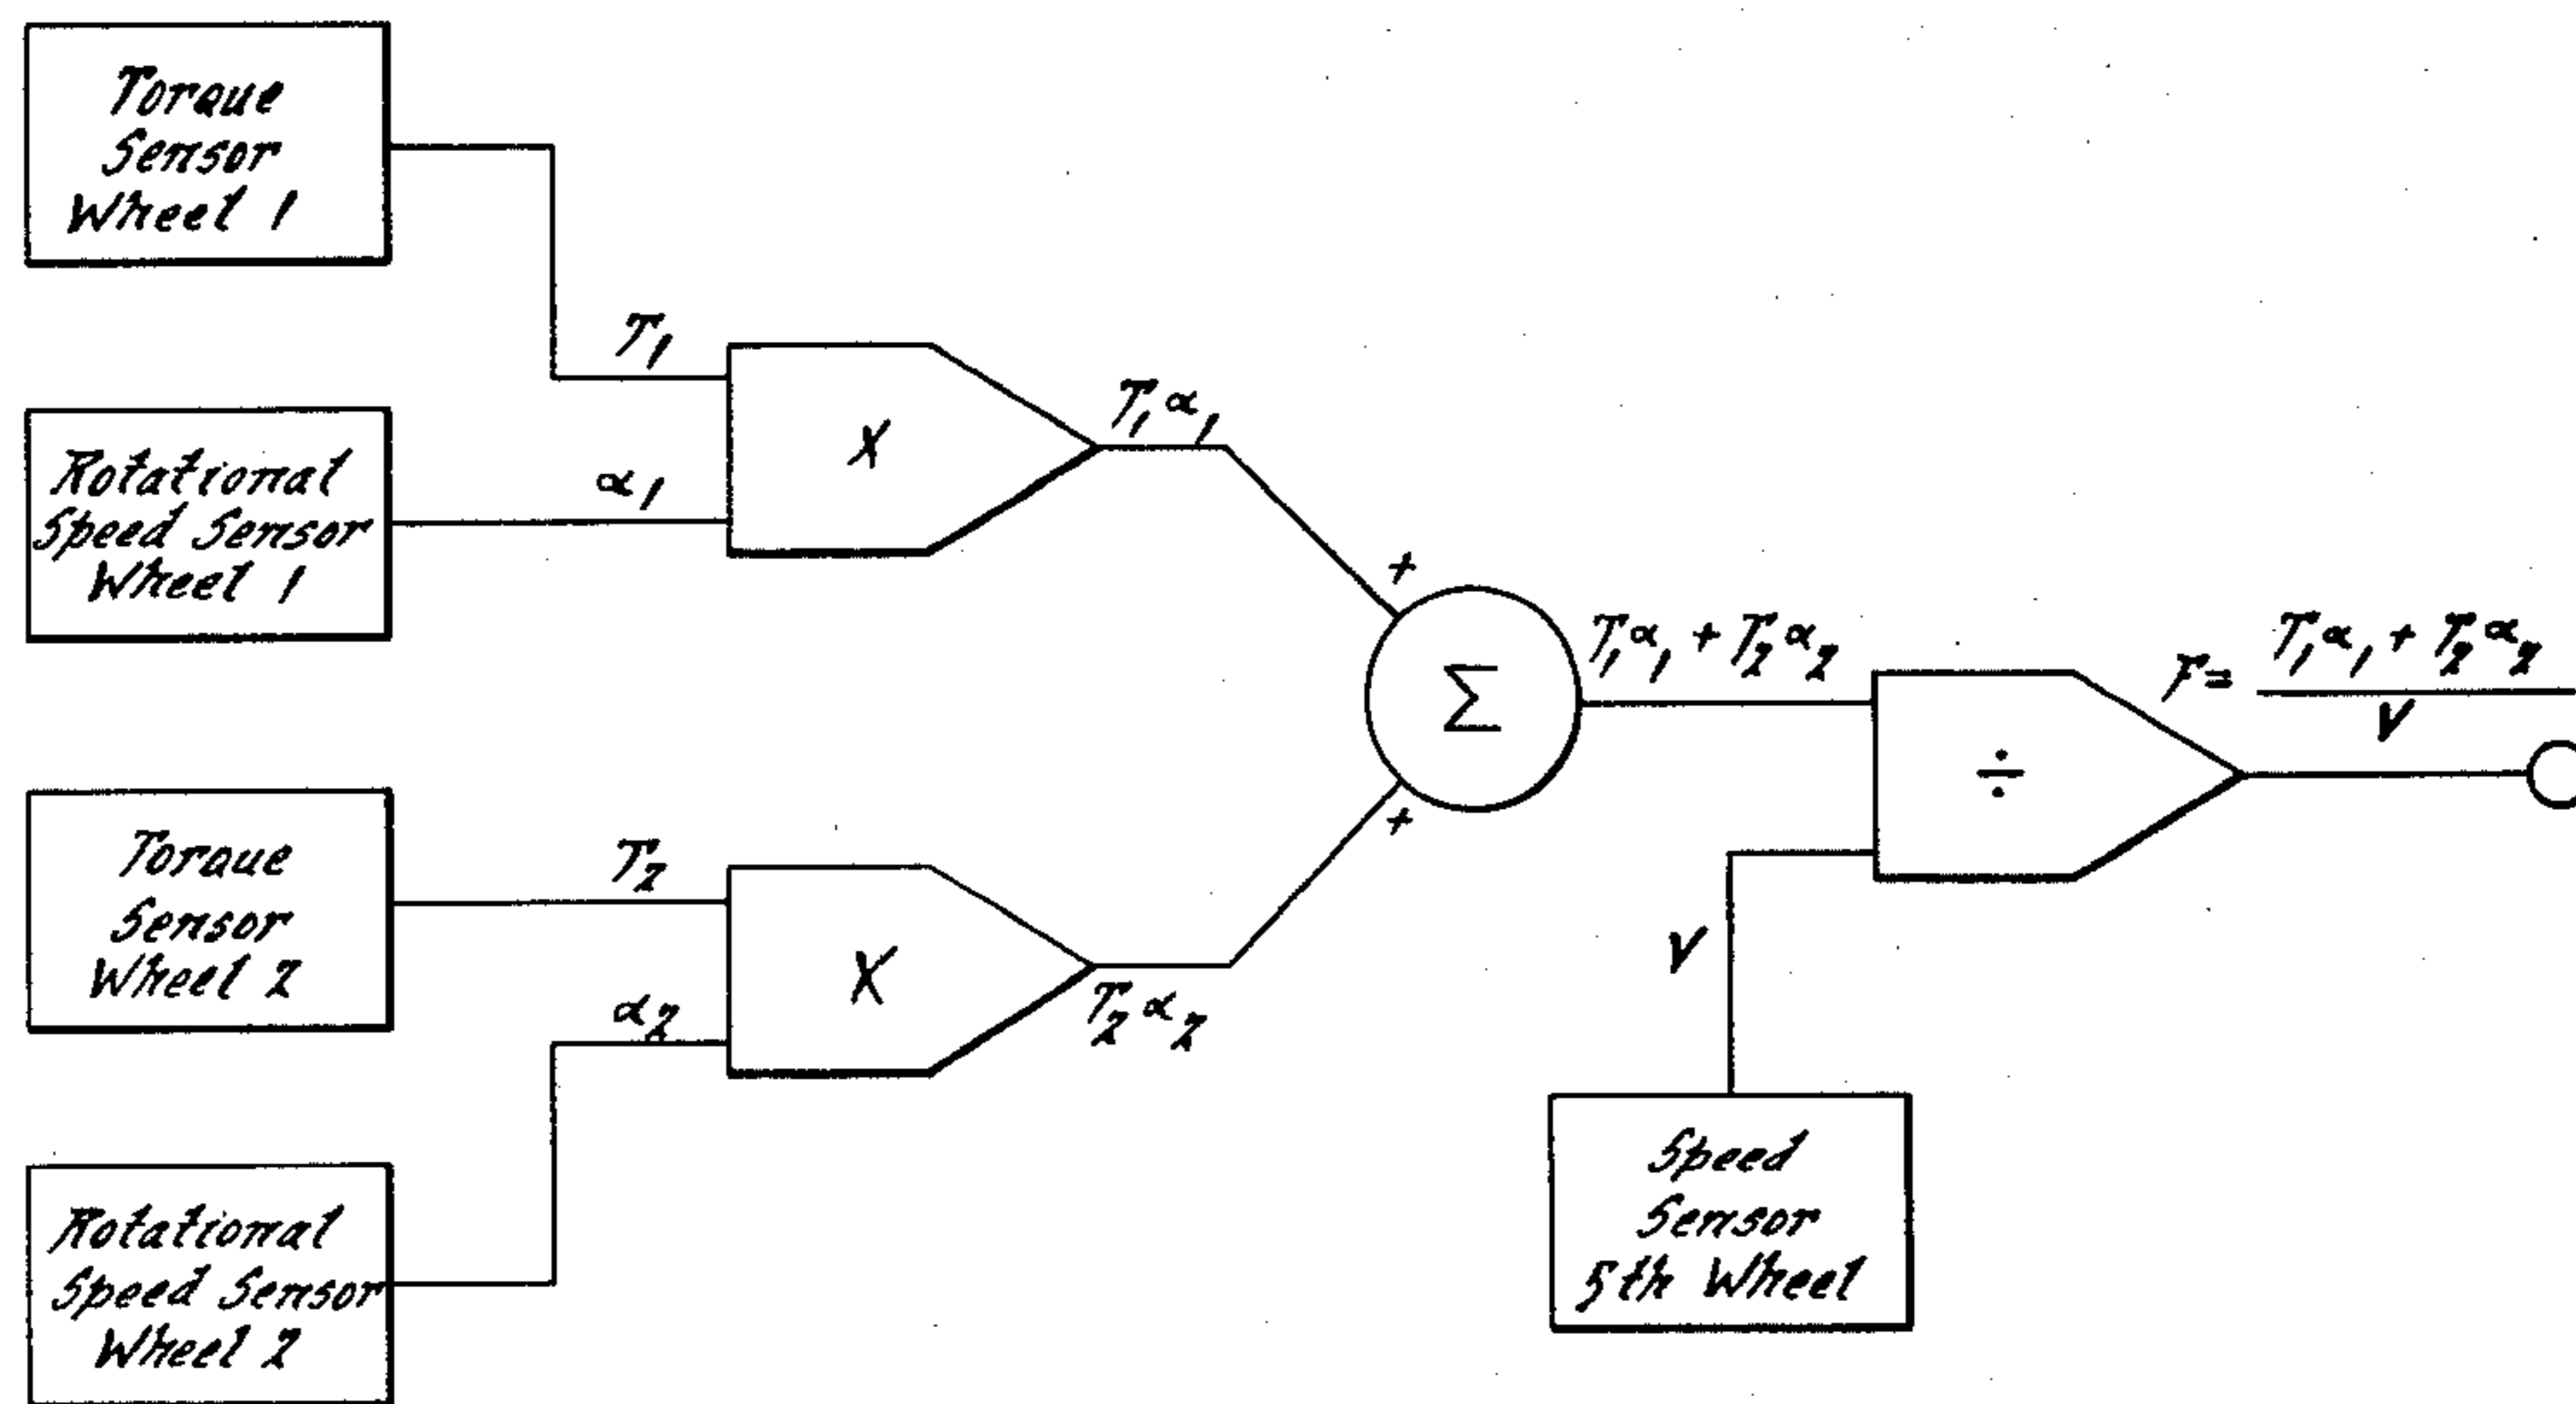 Torque
Sensor
Wheel 1
T₁
Rotational
Speed Sensor
Wheel 1
α₁
X
T₁α₁
+
Σ
+
T₁α₁ + T₂α₂
÷
F = T₁α₁ + T₂α₂
V
Torque
Sensor
Wheel 2
T₂
α₂
X
T₂α₂
Rotational
Speed Sensor
Wheel 2
V
Speed
Sensor
5th Wheel